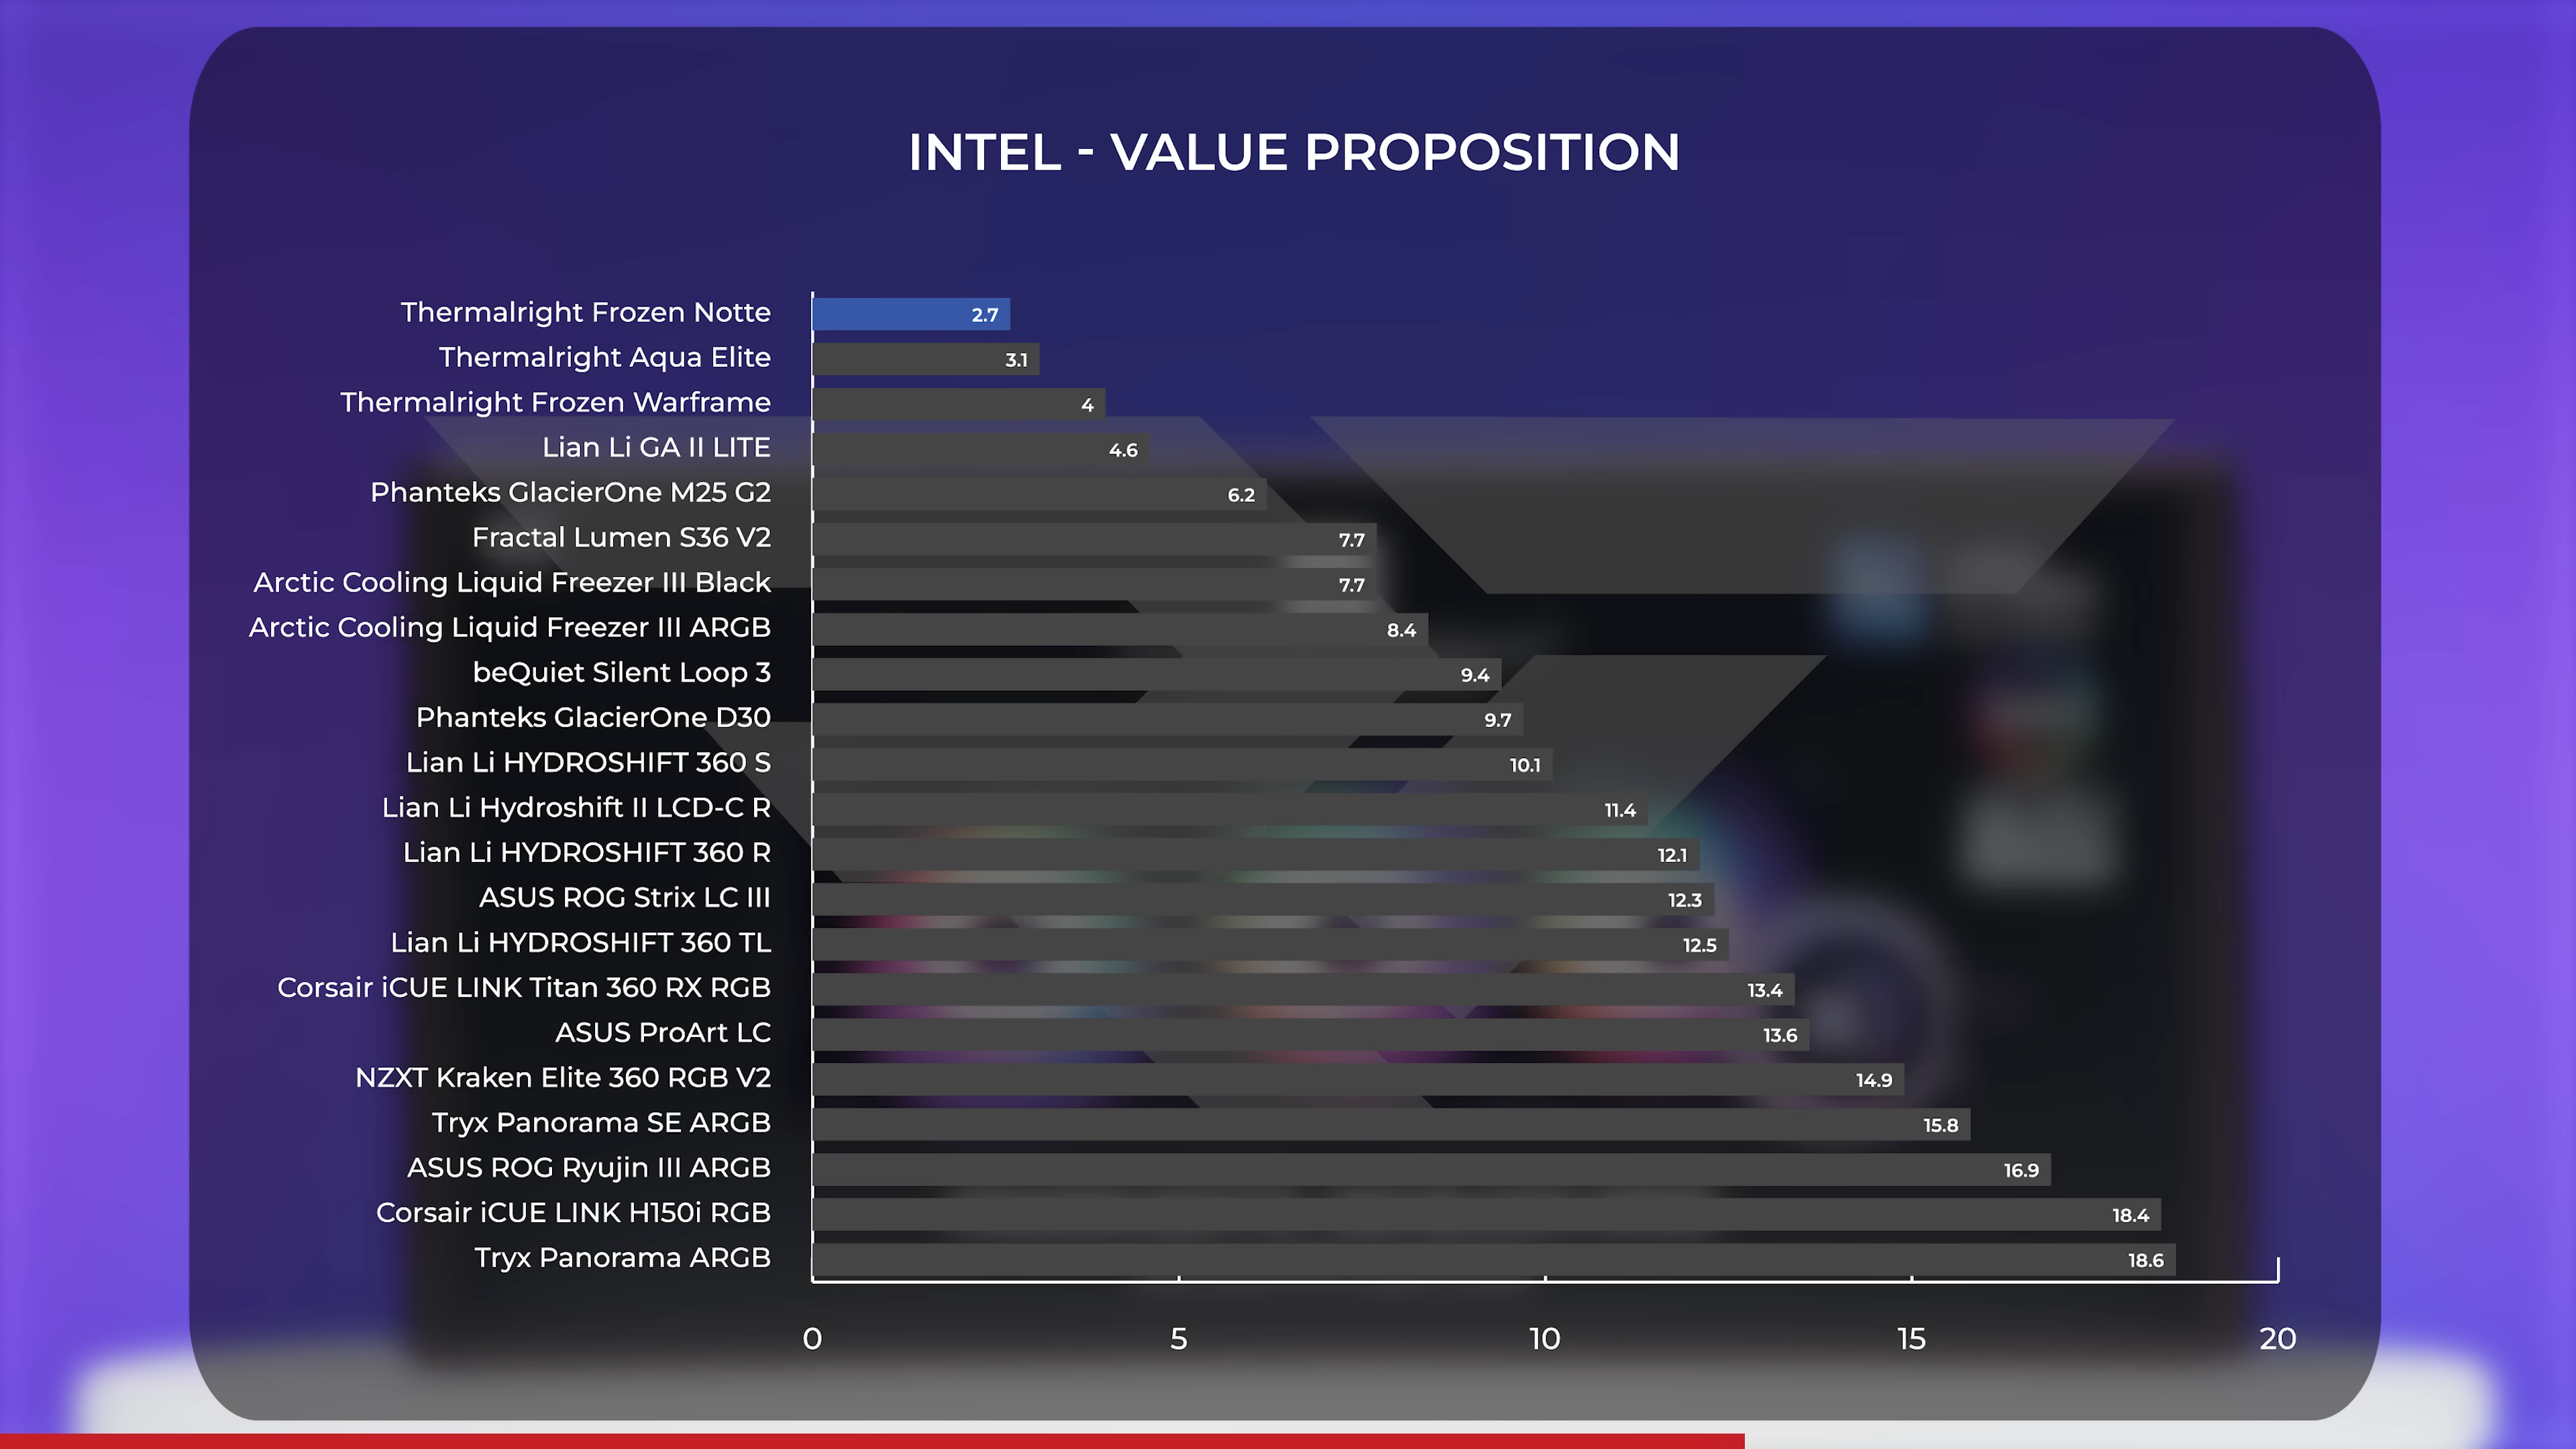 INTEL - VALUE PROPOSITION
Thermalright Frozen Notte 2.7
Thermalright Aqua Elite 3.1
Thermalright Frozen Warframe 4
Lian Li GA II LITE 4.6
Phanteks GlacierOne M25 G2 6.2
Fractal Lumen S36 V2 7.7
Arctic Cooling Liquid Freezer III Black 7.7
Arctic Cooling Liquid Freezer III ARGB 8.4
beQuiet Silent Loop 3 9.4
Phanteks GlacierOne D30 9.7
Lian Li HYDROSHIFT 360 S 10.1
Lian Li Hydroshift II LCD-C R 11.4
Lian Li HYDROSHIFT 360 R 12.1
ASUS ROG Strix LC III 12.3
Lian Li HYDROSHIFT 360 TL 12.5
Corsair iCUE LINK Titan 360 RX RGB 13.4
ASUS ProArt LC 13.6
NZXT Kraken Elite 360 RGB V2 14.9
Tryx Panorama SE ARGB 15.8
ASUS ROG Ryujin III ARGB 16.9
Corsair iCUE LINK H150i RGB 18.4
Tryx Panorama ARGB 18.6
0 5 10 15 20